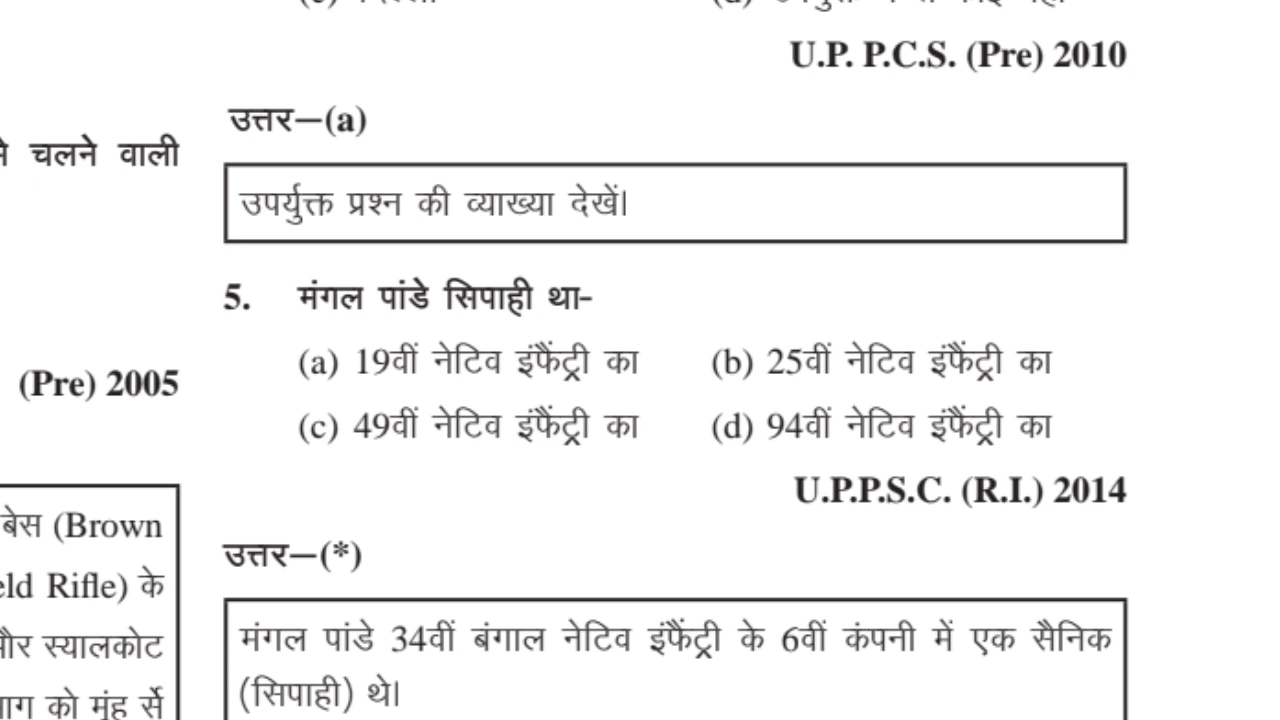 से चलने वाली
(Pre) 2005
बेस (Brown
eld Rifle) के
और स्यालकोट
भाग को मुंह से
U.P. P.C.S. (Pre) 2010
उत्तर–(a)
उपर्युक्त प्रश्न की व्याख्या देखें।
5. मंगल पांडे सिपाही था-
(a) 19वीं नेटिव इंफैंट्री का (b) 25वीं नेटिव इंफैंट्री का
(c) 49वीं नेटिव इंफैंट्री का (d) 94वीं नेटिव इंफैंट्री का
U.P.P.S.C. (R.I.) 2014
उत्तर–(*)
मंगल पांडे 34वीं बंगाल नेटिव इंफैंट्री के 6वीं कंपनी में एक सैनिक
(सिपाही) थे।